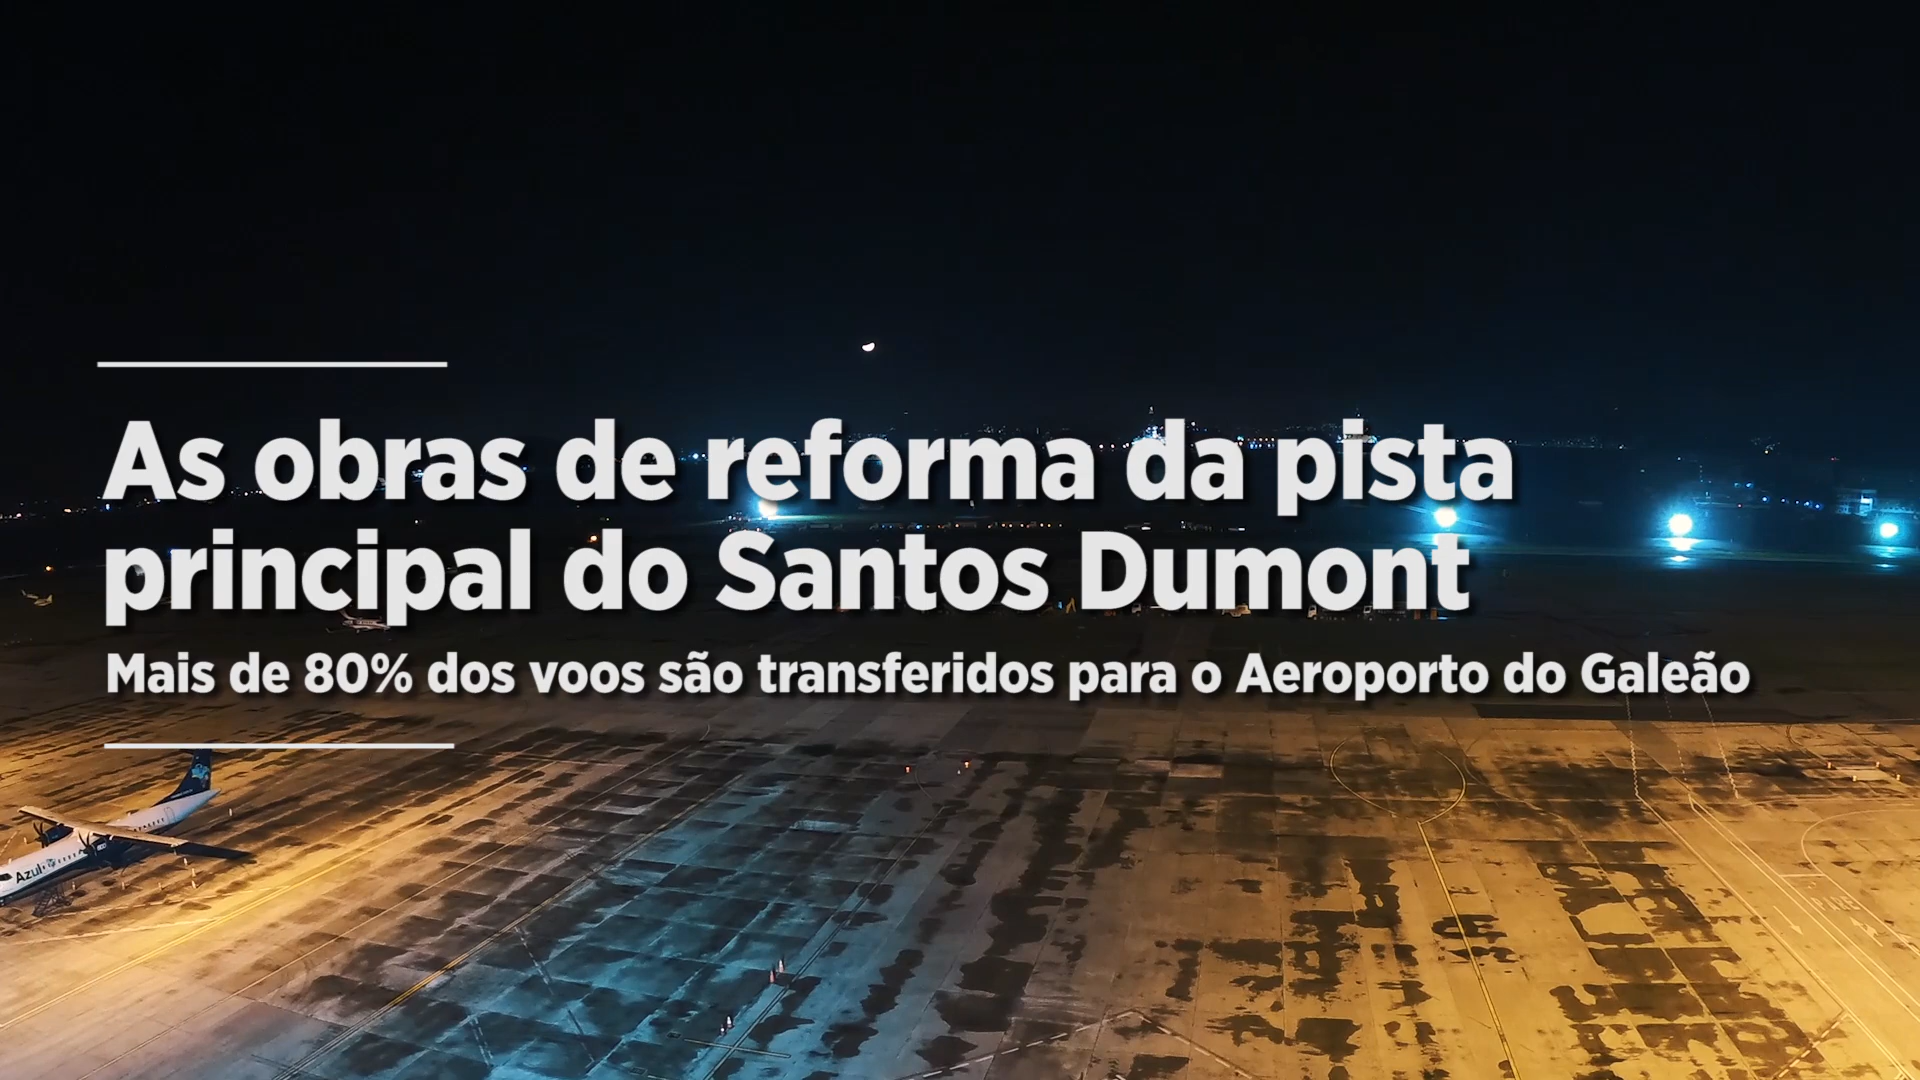 As obras de reforma da pista
principal do Santos Dumont
Mais de 80% dos voos são transferidos para o Aeroporto do Galeão
Azul